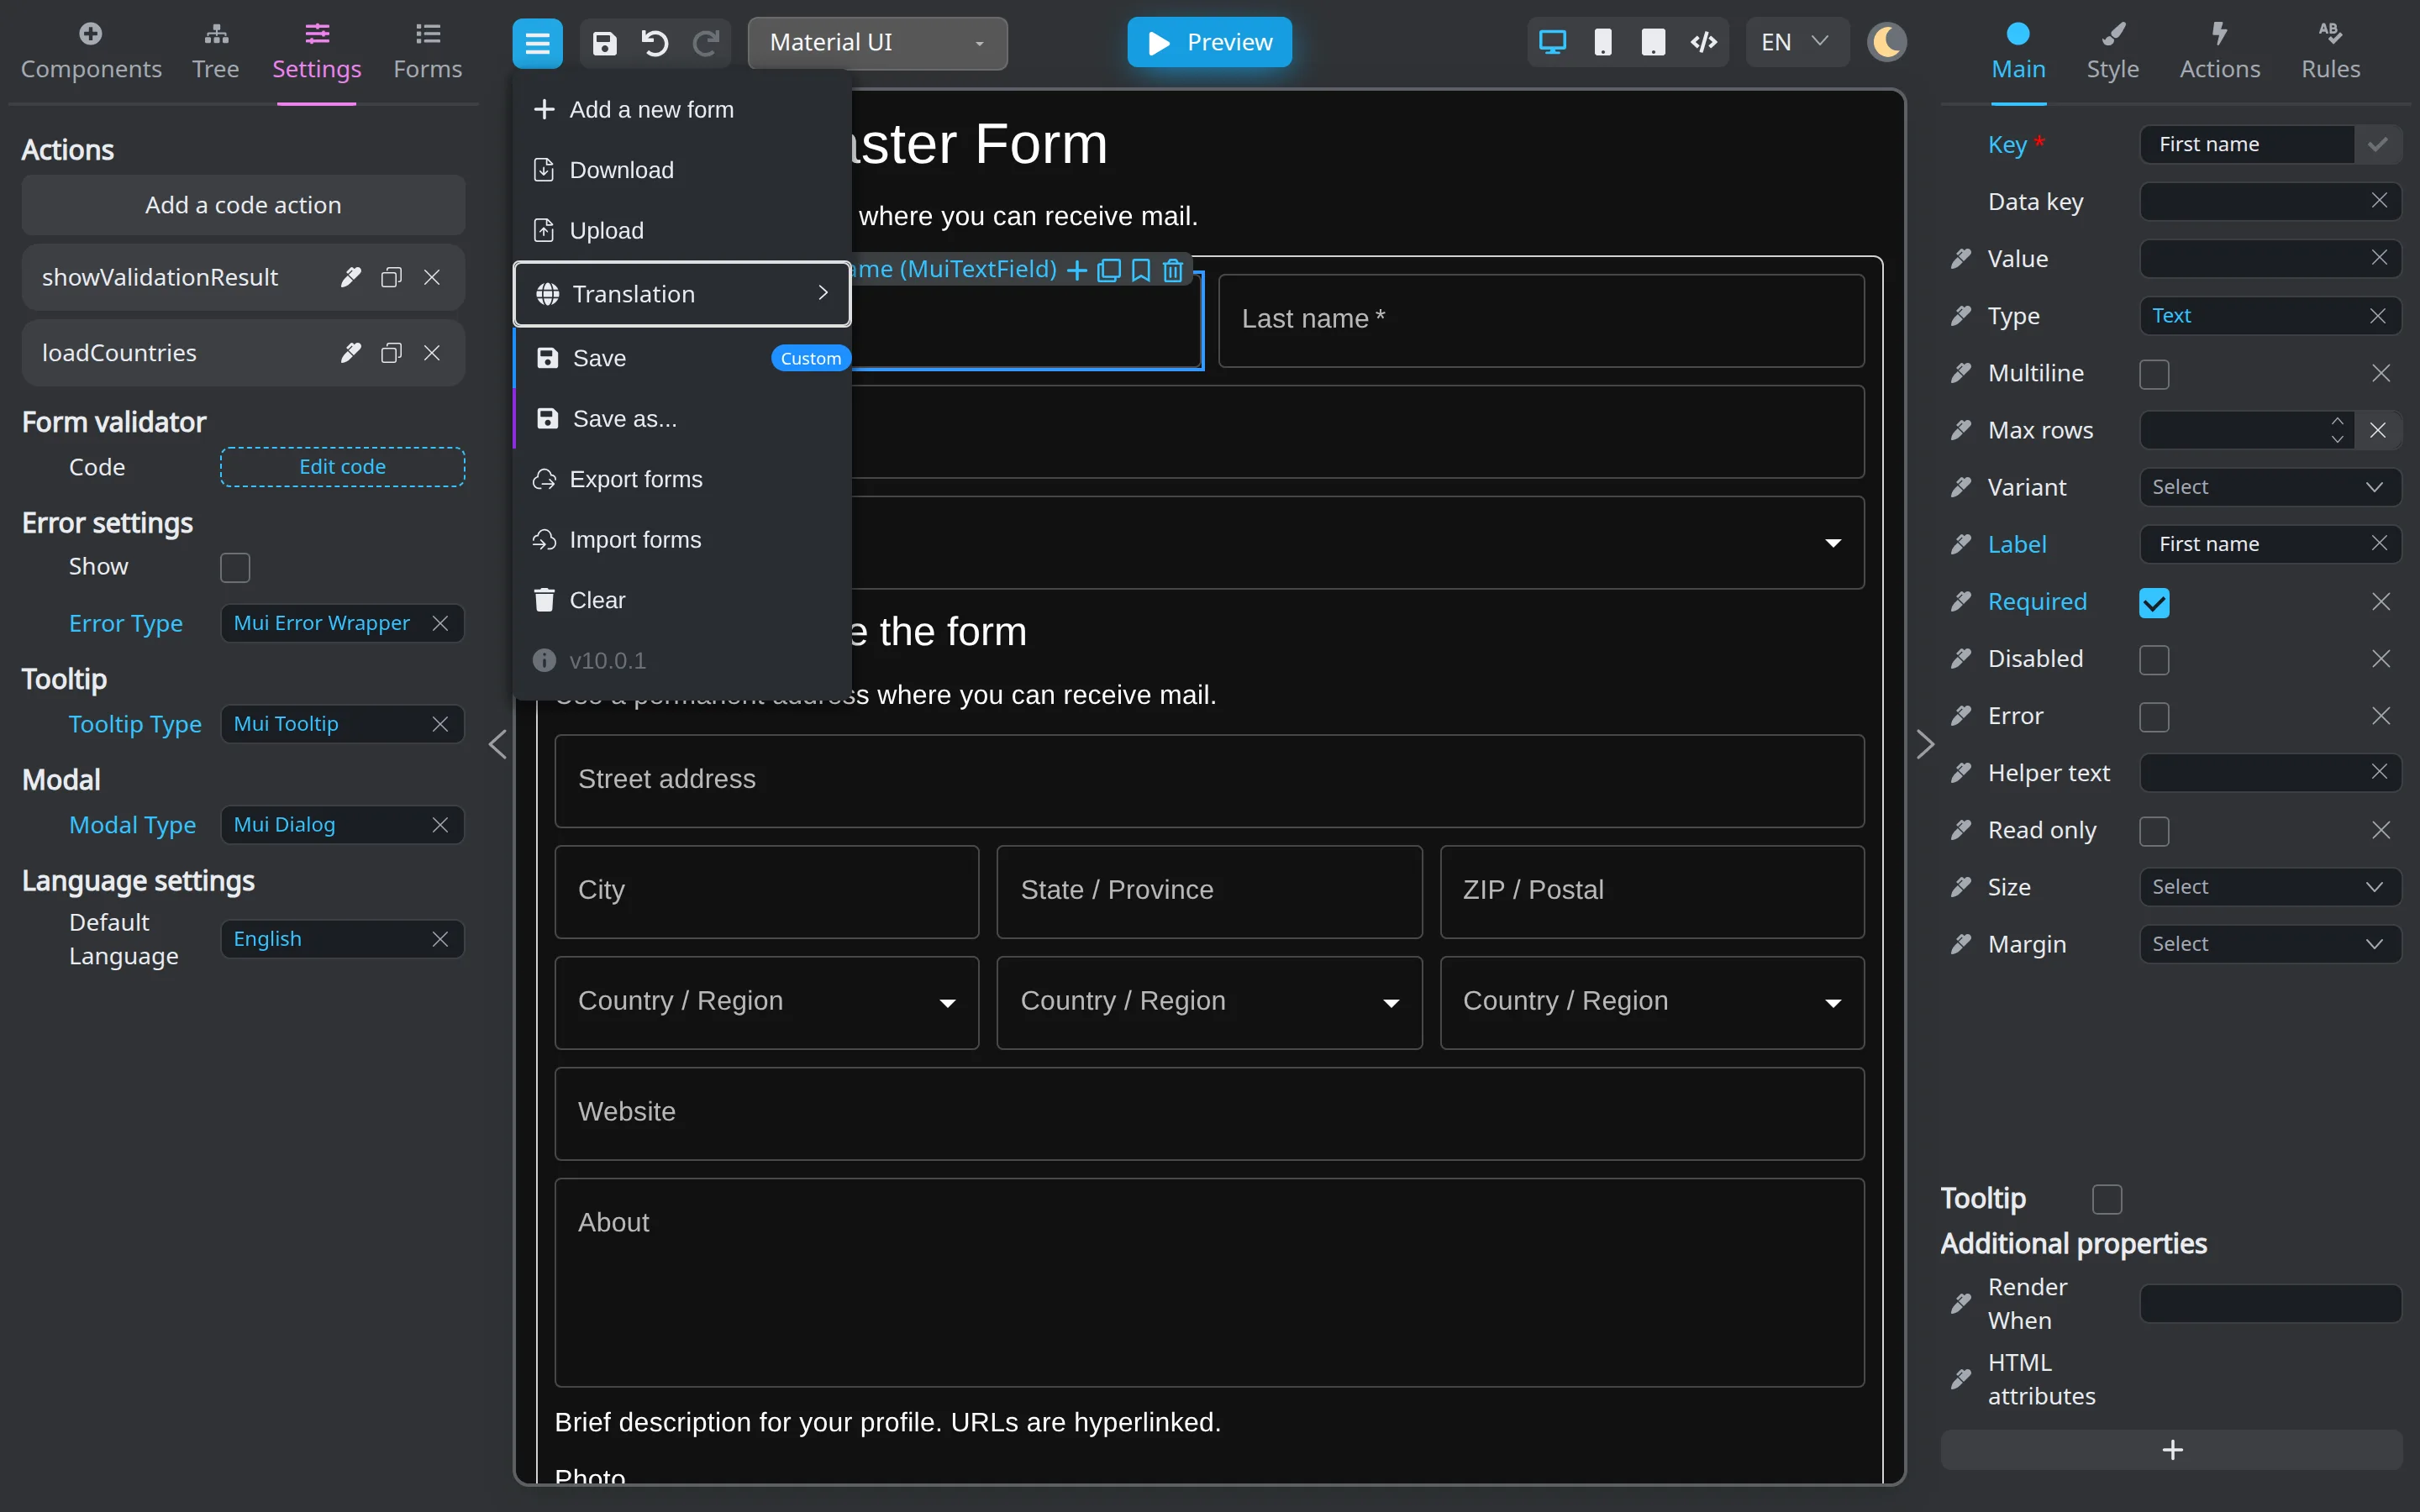 Components
Tree
Settings
Forms
Material UI
Preview
EN
Main
Style
Actions
Rules
Actions
Add a code action
showValidationResult
loadCountries
Form validator
Code
Edit code
Error settings
Show
Error Type
Mui Error Wrapper
Tooltip
Tooltip Type
Mui Tooltip
Modal
Modal Type
Mui Dialog
Language settings
Default
Language
English
Add a new form
Download
Upload
Translation
Save
Custom
Save as...
Export forms
Import forms
Clear
v10.0.1
Form
where you can receive mail.
(MuiTextField)
Last name *
the form
where you can receive mail.
Street address
City
State / Province
ZIP / Postal
Country / Region
Country / Region
Country / Region
Website
About
Brief description for your profile. URLs are hyperlinked.
Photo
Key *
First name
Data key
Value
Type
Text
Multiline
Max rows
Variant
Select
Label
First name
Required
Disabled
Error
Helper text
Read only
Size
Select
Margin
Select
Tooltip
Additional properties
Render
When
HTML
attributes